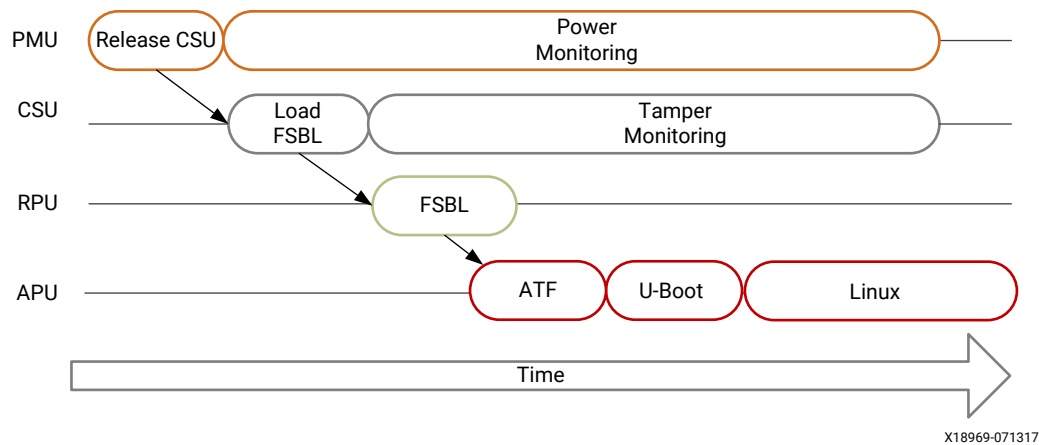 PMU
Release CSU
Power
Monitoring
CSU
Load
FSBL
Tamper
Monitoring
RPU
FSBL
APU
ATF
U-Boot
Linux
Time
X18969-071317